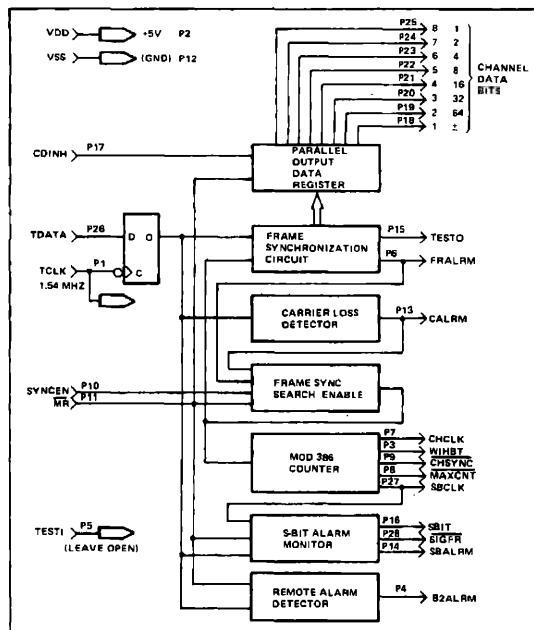 VDD +5V P2
VSS (GND) P12
P25 8 1
P24 7 2
P23 6 4
P22 5 8
P21 4 16
P20 3 32
P19 2 64
P18 1 ±
CHANNEL
DATA
BITS
CDINH P17
PARALLEL
OUTPUT
DATA
REGISTER
TDATA P26
D Q
C
TCLK P1
1.54 MHZ
FRAME
SYNCHRONIZATION
CIRCUIT
P15 TESTO
P6 FRALRM
CARRIER LOSS
DETECTOR
P13 CALRM
SYNCEN P10
MR P11
FRAME SYNC
SEARCH ENABLE
MOD 386
COUNTER
P7 CHCLK
P3 WIHBT
P9 CHSYNC
P8 MAXCNT
P27 SBCLK
TESTI P5
(LEAVE OPEN)
S-BIT ALARM
MONITOR
P16 SBIT
P28 SIGFR
P14 SBALRM
REMOTE ALARM
DETECTOR
P4 B2ALRM